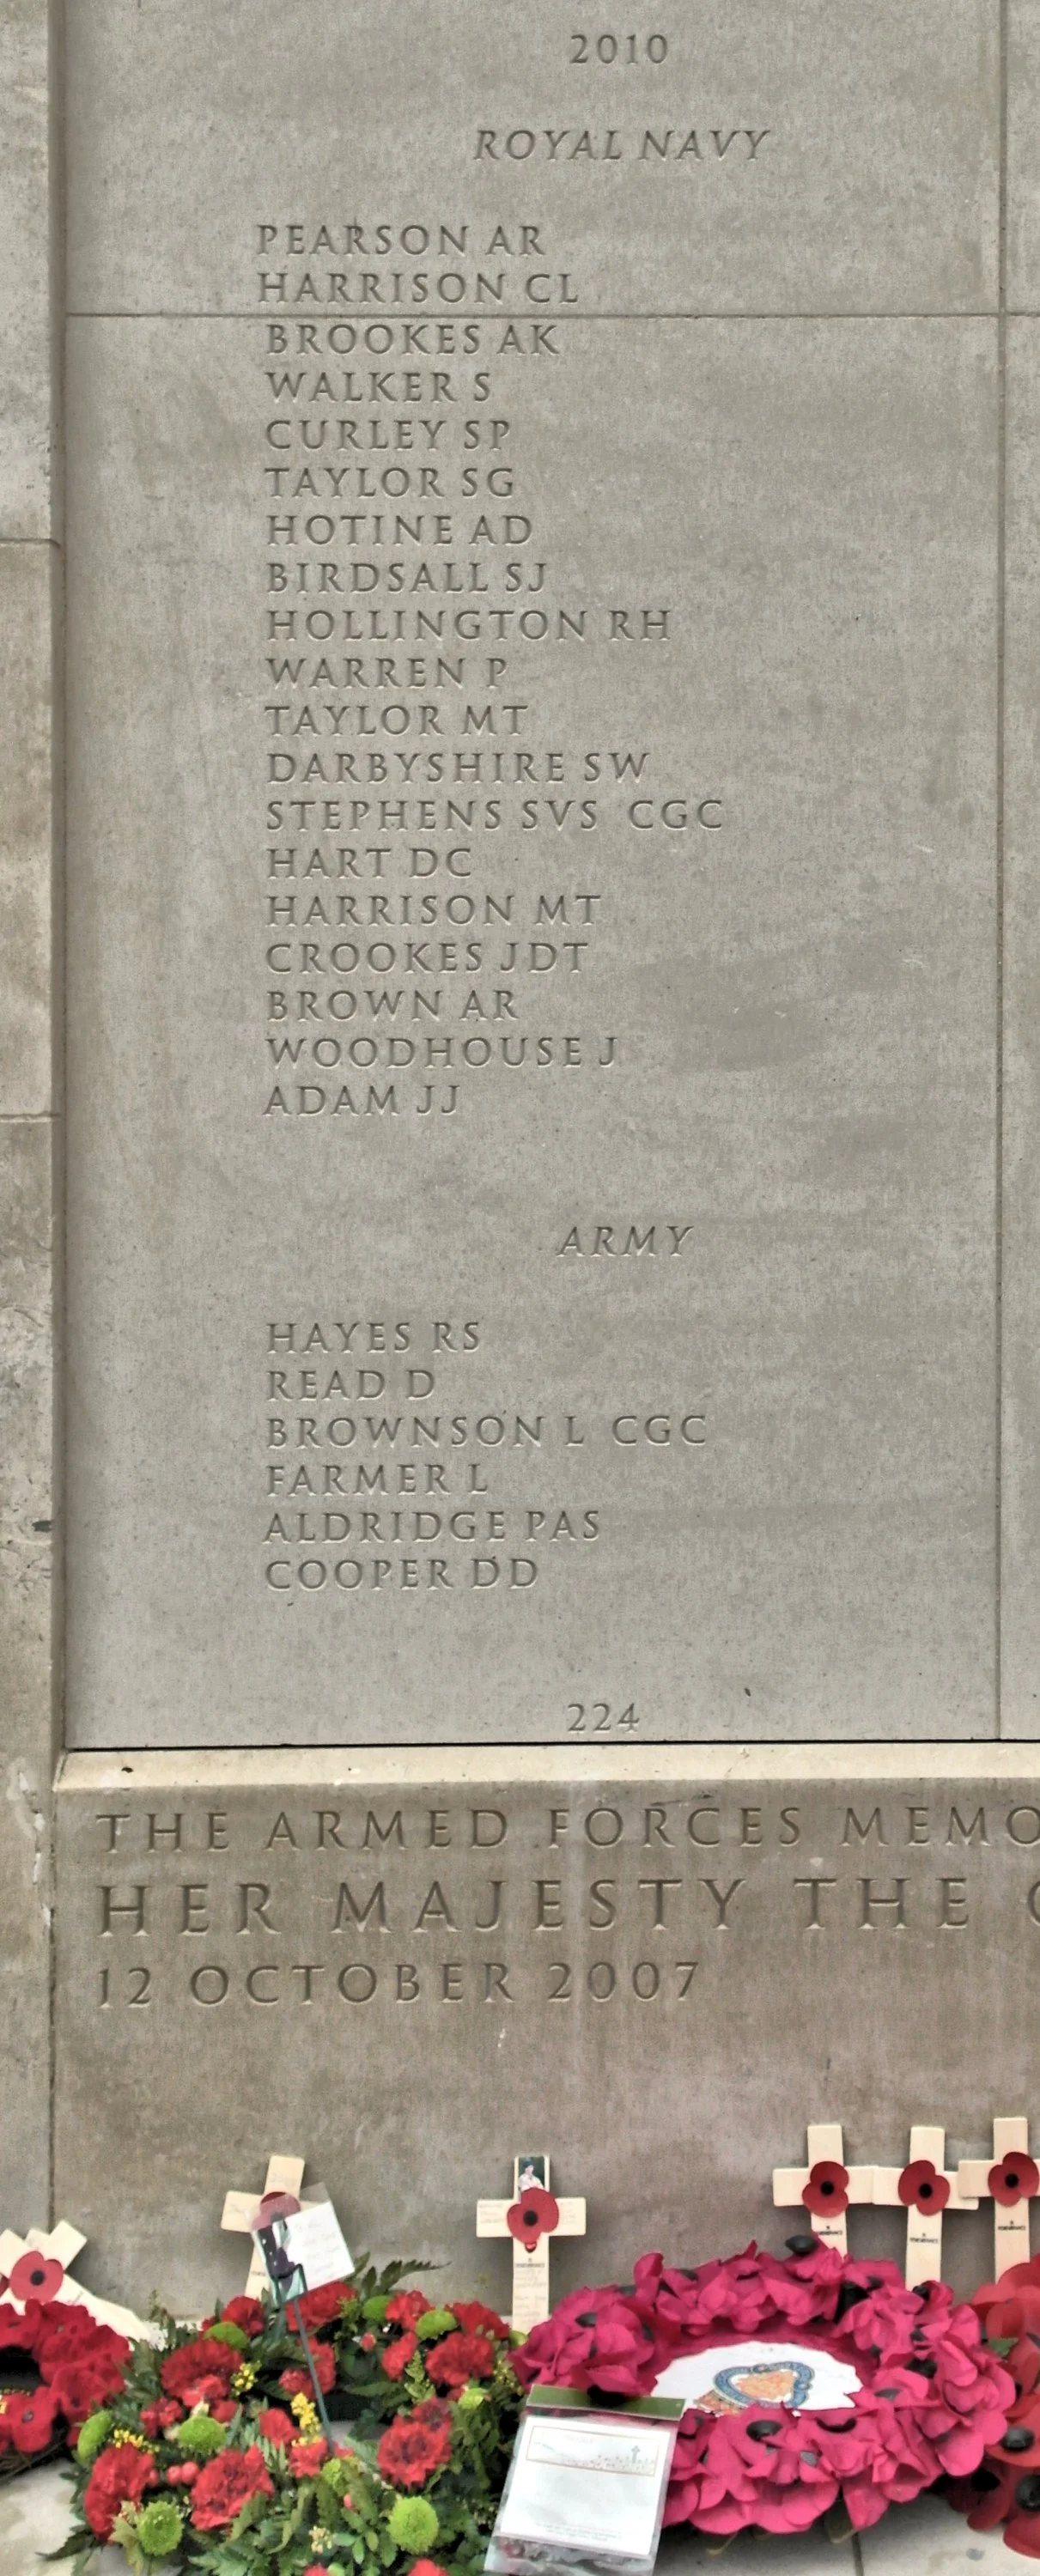 2010
ROYAL NAVY
PEARSON AR
HARRISON CL
BROOKES AK
WALKER S
CURLEY SP
TAYLOR SG
HOTINE AD
BIRDSALL SJ
HOLLINGTON RH
WARREN P
TAYLOR MT
DARBYSHIRE SW
STEPHENS SVS CGC
HART DC
HARRISON MT
CROOKES JDT
BROWN AR
WOODHOUSE J
ADAM JJ
ARMY
HAYES RS
READ D
BROWNSON L CGC
FARMER L
ALDRIDGE PAS
COOPER DD
224
THE ARMED FORCES MEMO
HER MAJESTY THE
12 OCTOBER 2007